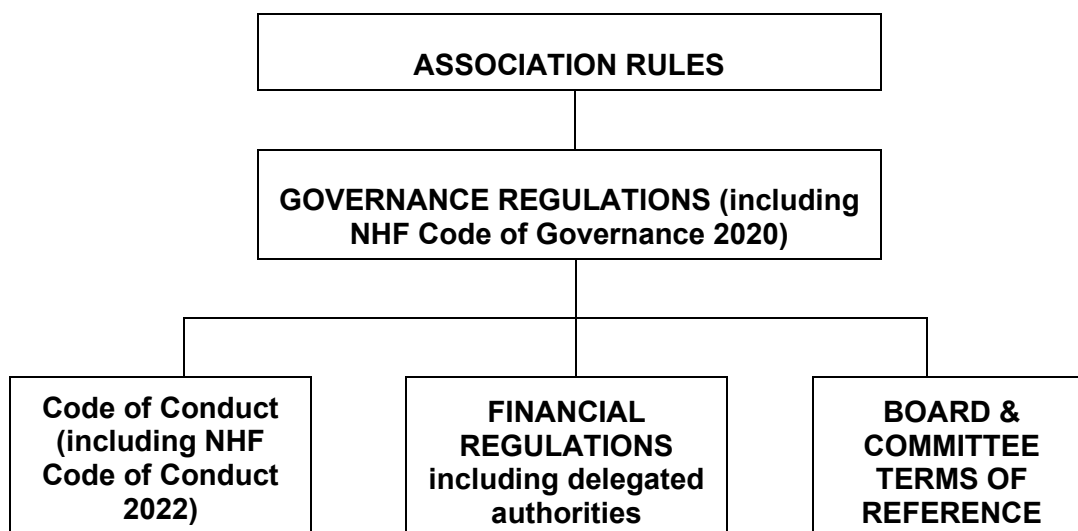 ASSOCIATION RULES
GOVERNANCE REGULATIONS (including
NHF Code of Governance 2020)
Code of Conduct
(including NHF
Code of Conduct
2022)
FINANCIAL
REGULATIONS
including delegated
authorities
BOARD &
COMMITTEE
TERMS OF
REFERENCE